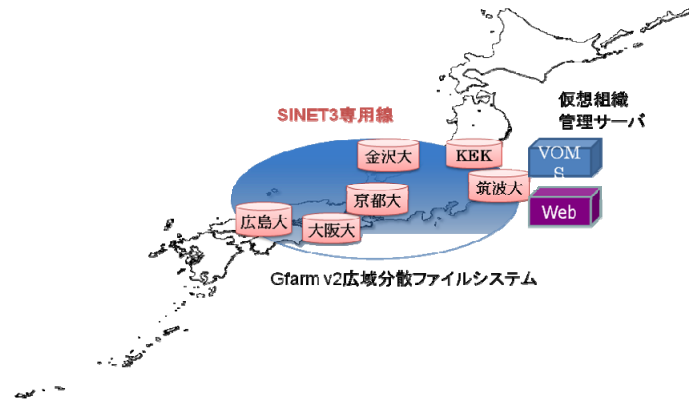 仮想組織
管理サーバ
SINET3専用線
金沢大
KEK
VOM
S
筑波大
京都大
Web
広島大
大阪大
Gfarm v2広域分散ファイルシステム